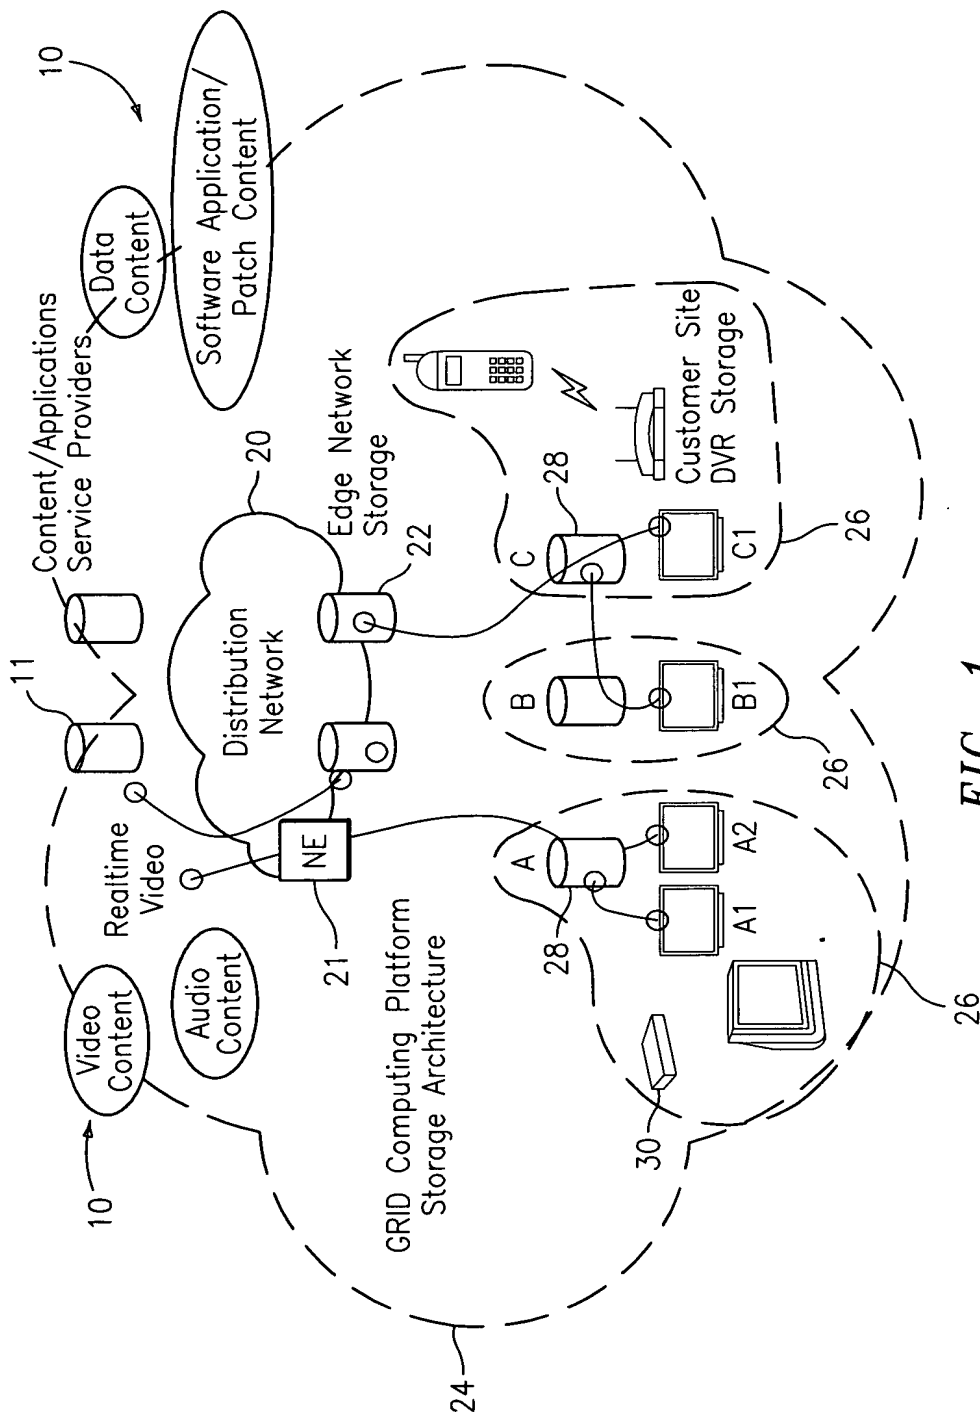 10
Video
Content
Audio
Content
Realtime
Video
11
Content/Applications
Service Providers
Data
Content
10
Software Application/
Patch Content
20
Distribution
Network
NE
21
Edge Network
Storage
22
GRID Computing Platform
Storage Architecture
24
A
28
A1
A2
30
26
B
B1
26
C
28
C1
26
Customer Site
DVR Storage
FIG. 1